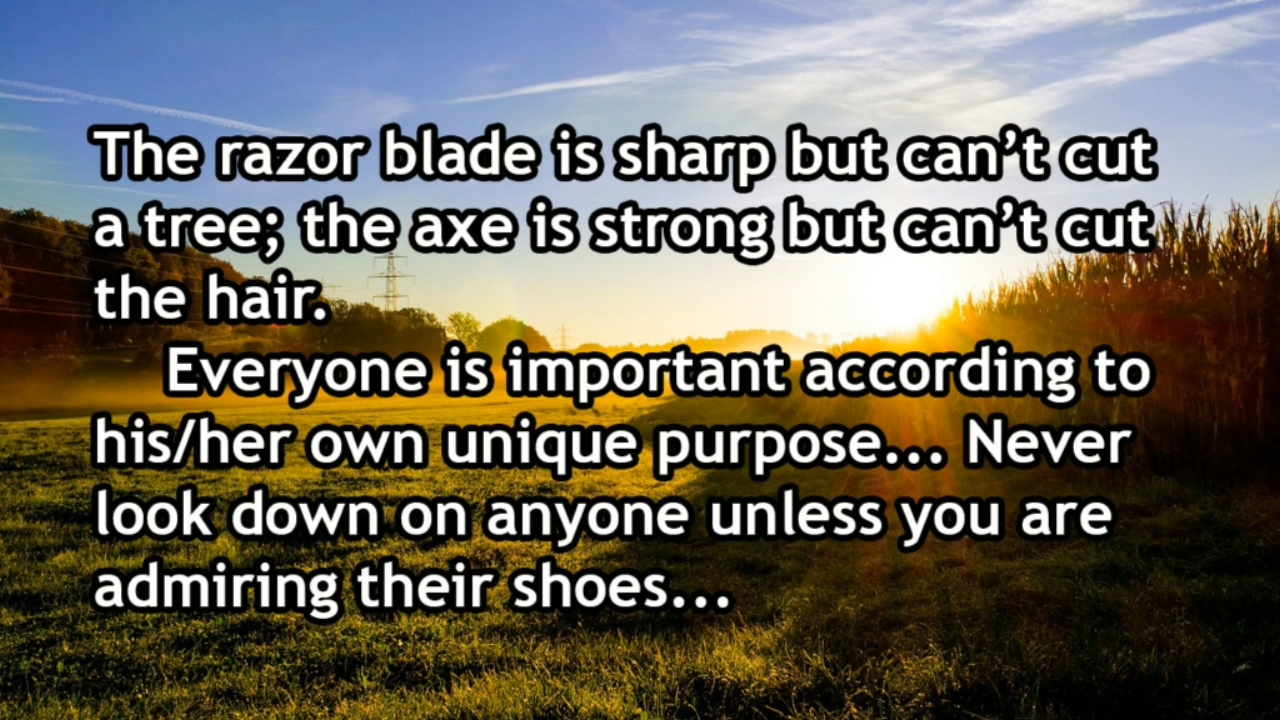 The razor blade is sharp but can’t cut
a tree; the axe is strong but can’t cut
the hair.
Everyone is important according to
his/her own unique purpose... Never
look down on anyone unless you are
admiring their shoes...